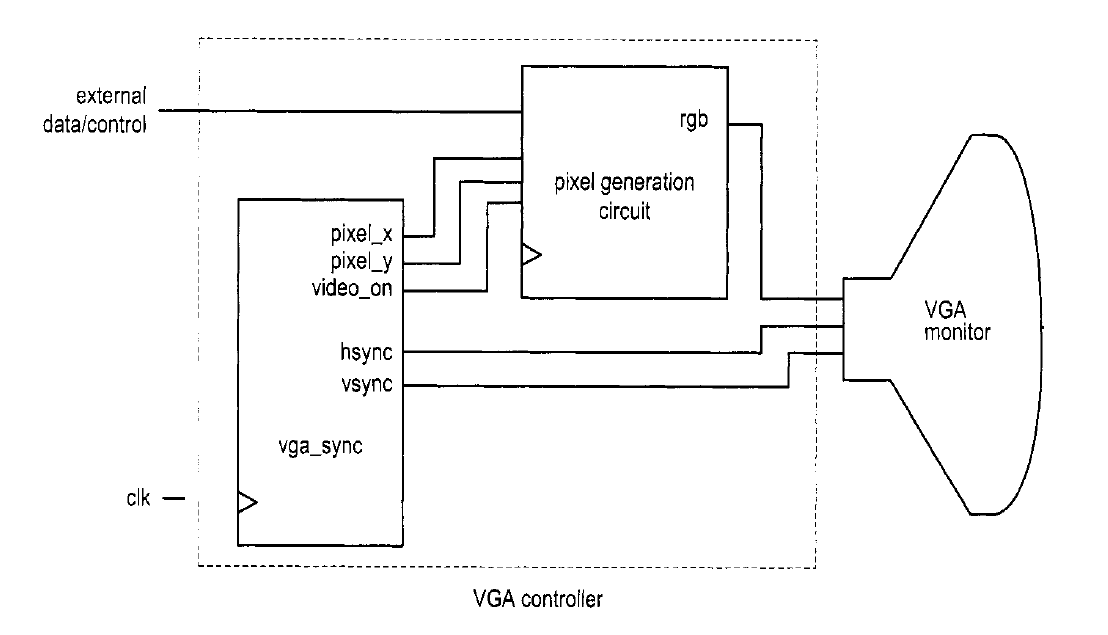 external
data/control
rgb
pixel generation
circuit
pixel_x
pixel_y
video_on
hsync
vsync
vga_sync
clk
VGA
monitor
VGA controller